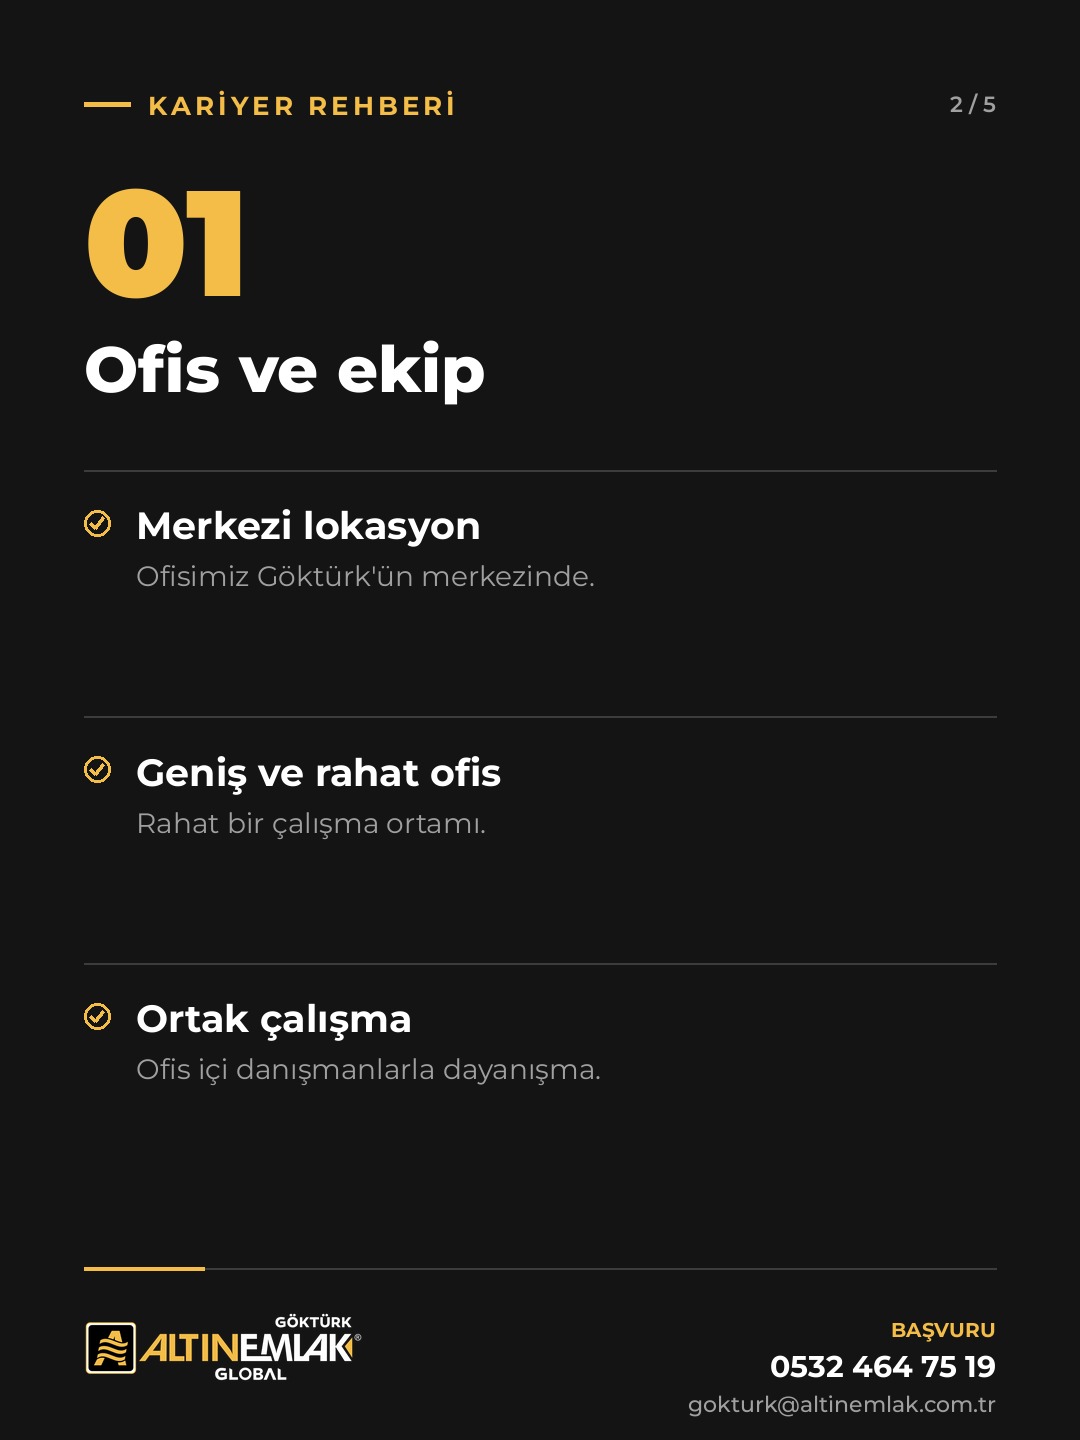 KARİYER REHBERİ
2 / 5
01
Ofis ve ekip
Merkezi lokasyon
Ofisimiz Göktürk'ün merkezinde.
Geniş ve rahat ofis
Rahat bir çalışma ortamı.
Ortak çalışma
Ofis içi danışmanlarla dayanışma.
GÖKTÜRK
ALTINEMLAK®
GLOBAL
BAŞVURU
0532 464 75 19
gokturk@altinemlak.com.tr